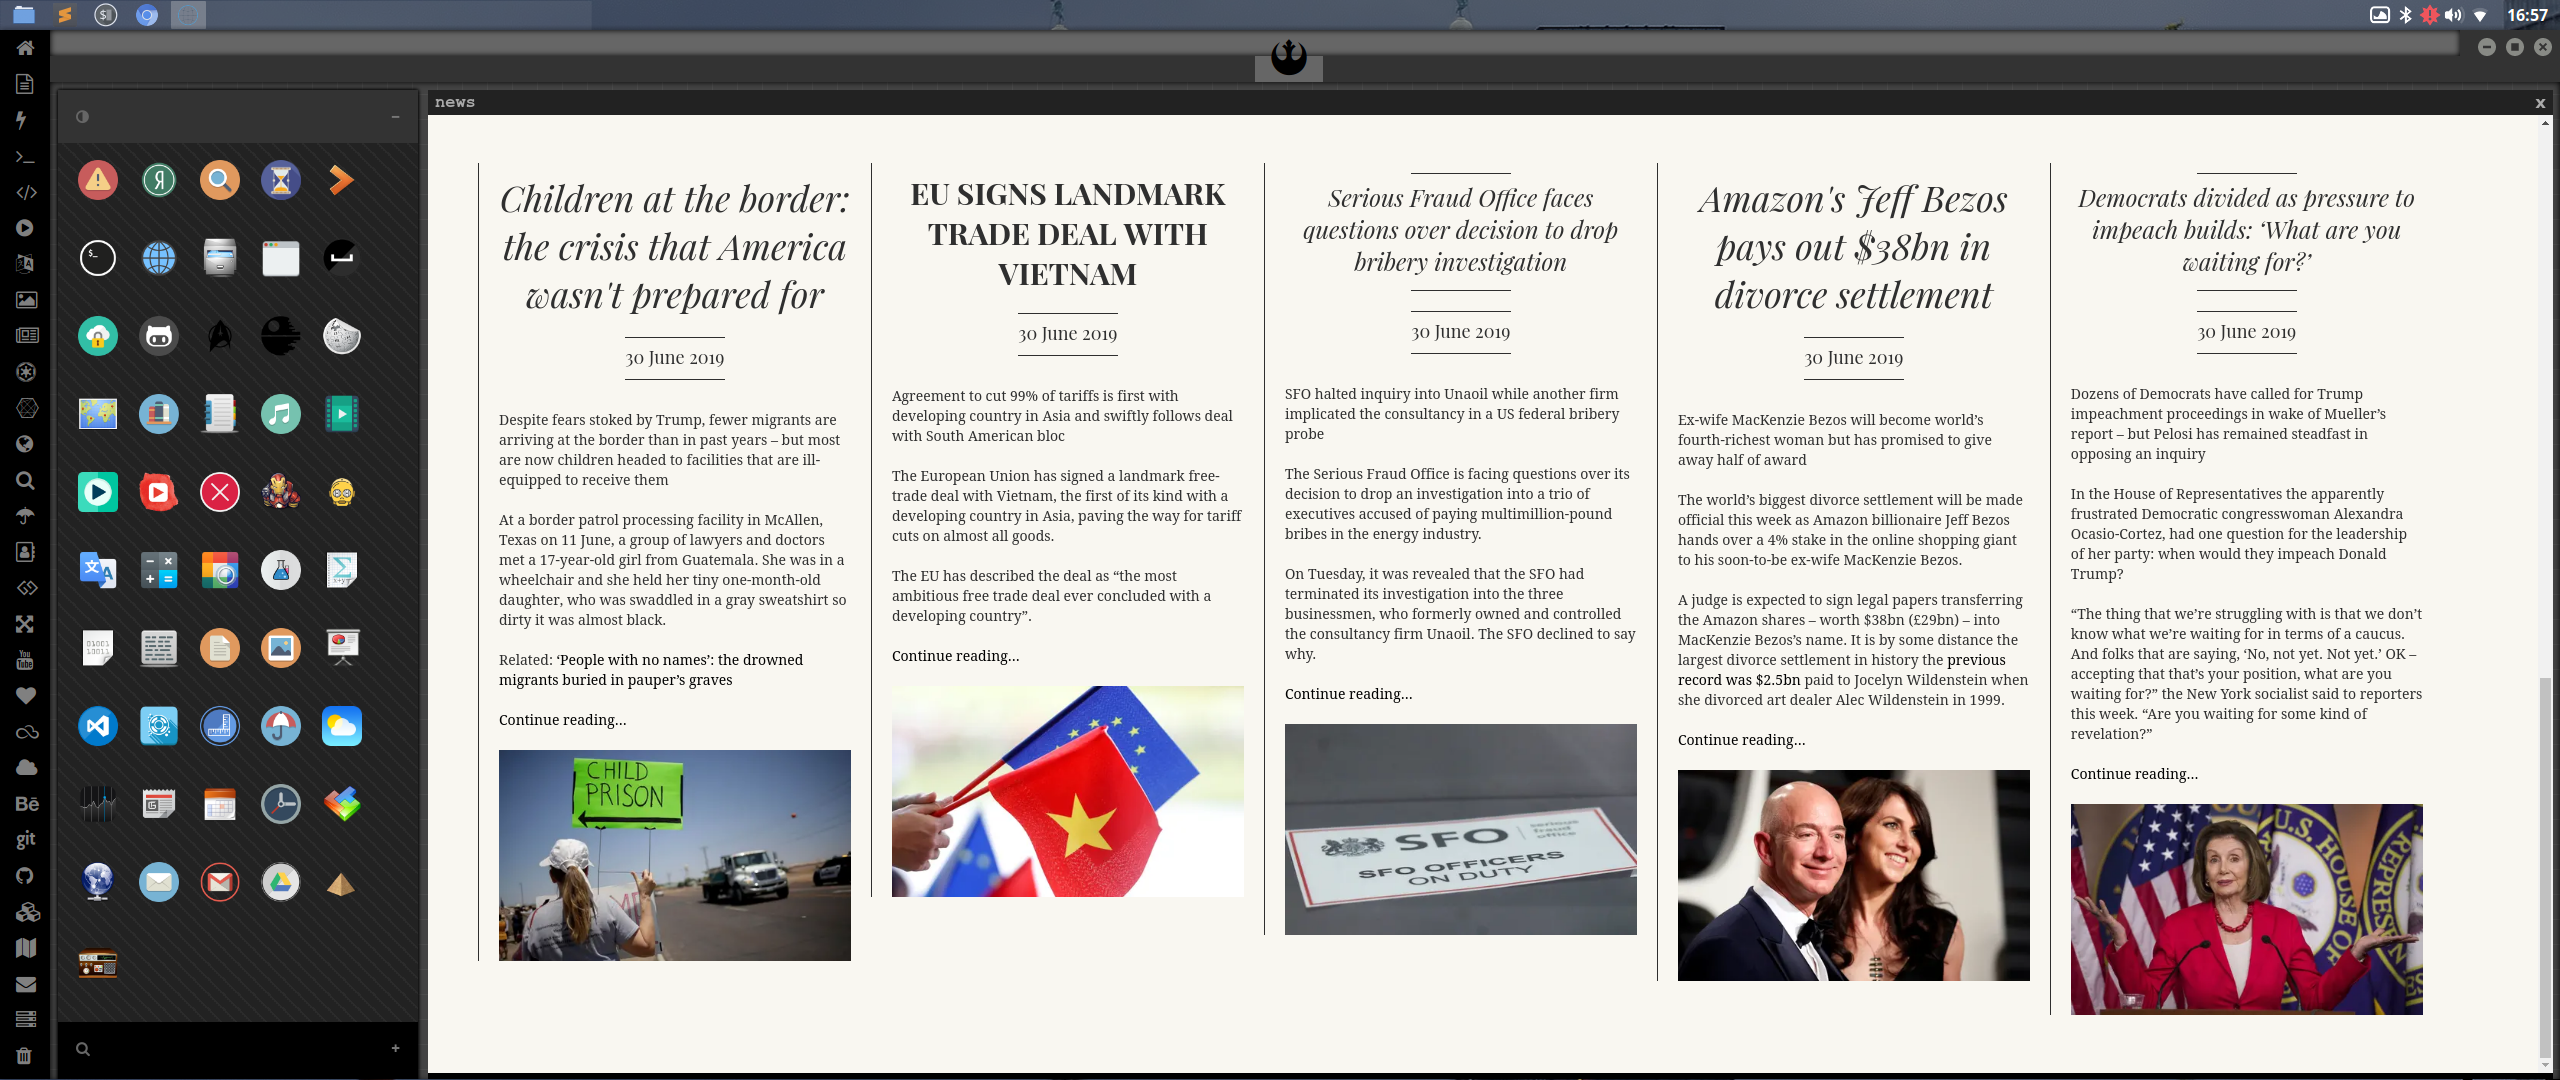 16:57
news
x
Children at the border:
the crisis that America
wasn't prepared for
30 June 2019
Despite fears stoked by Trump, fewer migrants are
arriving at the border than in past years – but most
are now children headed to facilities that are ill-
equipped to receive them
At a border patrol processing facility in McAllen,
Texas on 11 June, a group of lawyers and doctors
met a 17-year-old girl from Guatemala. She was in a
wheelchair and she held her tiny one-month-old
daughter, who was swaddled in a gray sweatshirt so
dirty it was almost black.
Related: ‘People with no names’: the drowned
migrants buried in pauper’s graves
Continue reading...
CHILD
PRISON
EU SIGNS LANDMARK
TRADE DEAL WITH
VIETNAM
30 June 2019
Agreement to cut 99% of tariffs is first with
developing country in Asia and swiftly follows deal
with South American bloc
The European Union has signed a landmark free-
trade deal with Vietnam, the first of its kind with a
developing country in Asia, paving the way for tariff
cuts on almost all goods.
The EU has described the deal as “the most
ambitious free trade deal ever concluded with a
developing country”.
Continue reading...
Serious Fraud Office faces
questions over decision to drop
bribery investigation
30 June 2019
SFO halted inquiry into Unaoil while another firm
implicated the consultancy in a US federal bribery
probe
The Serious Fraud Office is facing questions over its
decision to drop an investigation into a trio of
executives accused of paying multimillion-pound
bribes in the energy industry.
On Tuesday, it was revealed that the SFO had
terminated its investigation into the three
businessmen, who formerly owned and controlled
the consultancy firm Unaoil. The SFO declined to say
why.
Continue reading...
SFO
serious
fraud
office
SFO OFFICERS
ON DUTY
Amazon's Jeff Bezos
pays out $38bn in
divorce settlement
30 June 2019
Ex-wife MacKenzie Bezos will become world’s
fourth-richest woman but has promised to give
away half of award
The world’s biggest divorce settlement will be made
official this week as Amazon billionaire Jeff Bezos
hands over a 4% stake in the online shopping giant
to his soon-to-be ex-wife MacKenzie Bezos.
A judge is expected to sign legal papers transferring
the Amazon shares – worth $38bn (£29bn) – into
MacKenzie Bezos’s name. It is by some distance the
largest divorce settlement in history the previous
record was $2.5bn paid to Jocelyn Wildenstein when
she divorced art dealer Alec Wildenstein in 1999.
Continue reading...
Democrats divided as pressure to
impeach builds: ‘What are you
waiting for?’
30 June 2019
Dozens of Democrats have called for Trump
impeachment proceedings in wake of Mueller’s
report – but Pelosi has remained steadfast in
opposing an inquiry
In the House of Representatives the apparently
frustrated Democratic congresswoman Alexandra
Ocasio-Cortez, had one question for the leadership
of her party: when would they impeach Donald
Trump?
“The thing that we’re struggling with is that we don’t
know what we’re waiting for in terms of a caucus.
And folks that are saying, ‘No, not yet. Not yet.’ OK –
accepting that that’s your position, what are you
waiting for?” the New York socialist said to reporters
this week. “Are you waiting for some kind of
revelation?”
Continue reading...
U.S. HOUSE OF
REPRESEN
You
Tube
Bē
git